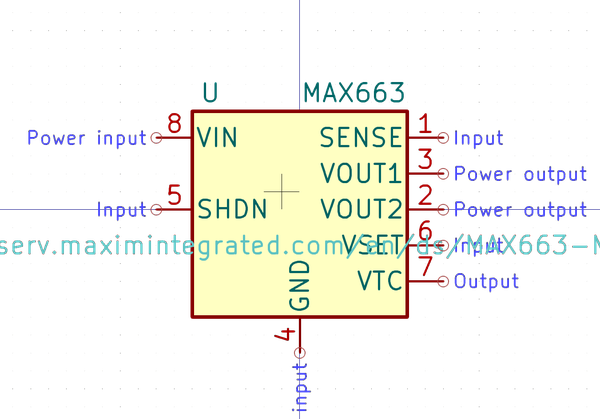 U MAX663
Power input 8 VIN SENSE 1 Input
VOUT1 3 Power output
Input 5 SHDN VOUT2 2 Power output
serv.maximintegrated.com/en/ds/MAX663-M
VSET 6 Input
VTC 7 Output
GND 4 input